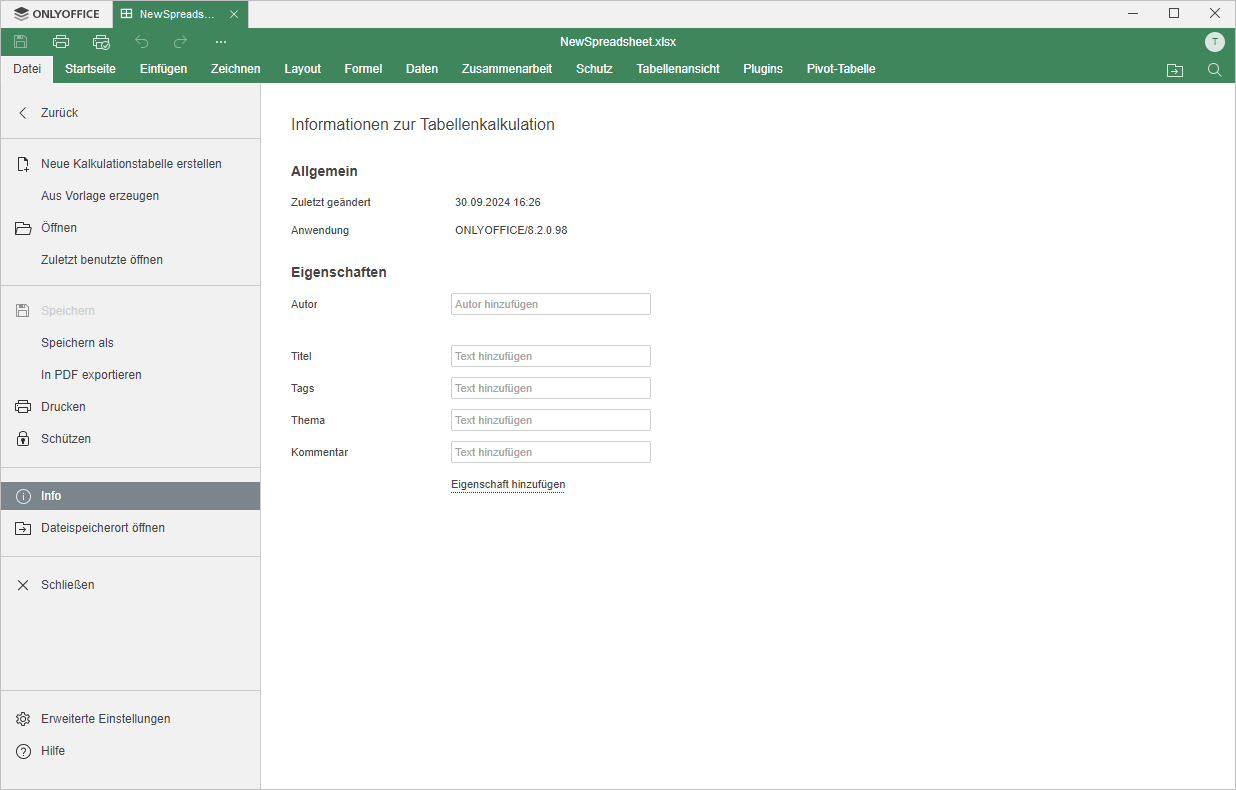 ONLYOFFICE NewSpreads...
NewSpreadsheet.xlsx T
Datei Startseite Einfügen Zeichnen Layout Formel Daten Zusammenarbeit Schutz Tabellenansicht Plugins Pivot-Tabelle
Zurück
Neue Kalkulationstabelle erstellen
Aus Vorlage erzeugen
Öffnen
Zuletzt benutzte öffnen
Speichern
Speichern als
In PDF exportieren
Drucken
Schützen
Info
Dateispeicherort öffnen
Schließen
Erweiterte Einstellungen
Hilfe
Informationen zur Tabellenkalkulation
Allgemein
Zuletzt geändert 30.09.2024 16:26
Anwendung ONLYOFFICE/8.2.0.98
Eigenschaften
Autor Autor hinzufügen
Titel Text hinzufügen
Tags Text hinzufügen
Thema Text hinzufügen
Kommentar Text hinzufügen
Eigenschaft hinzufügen